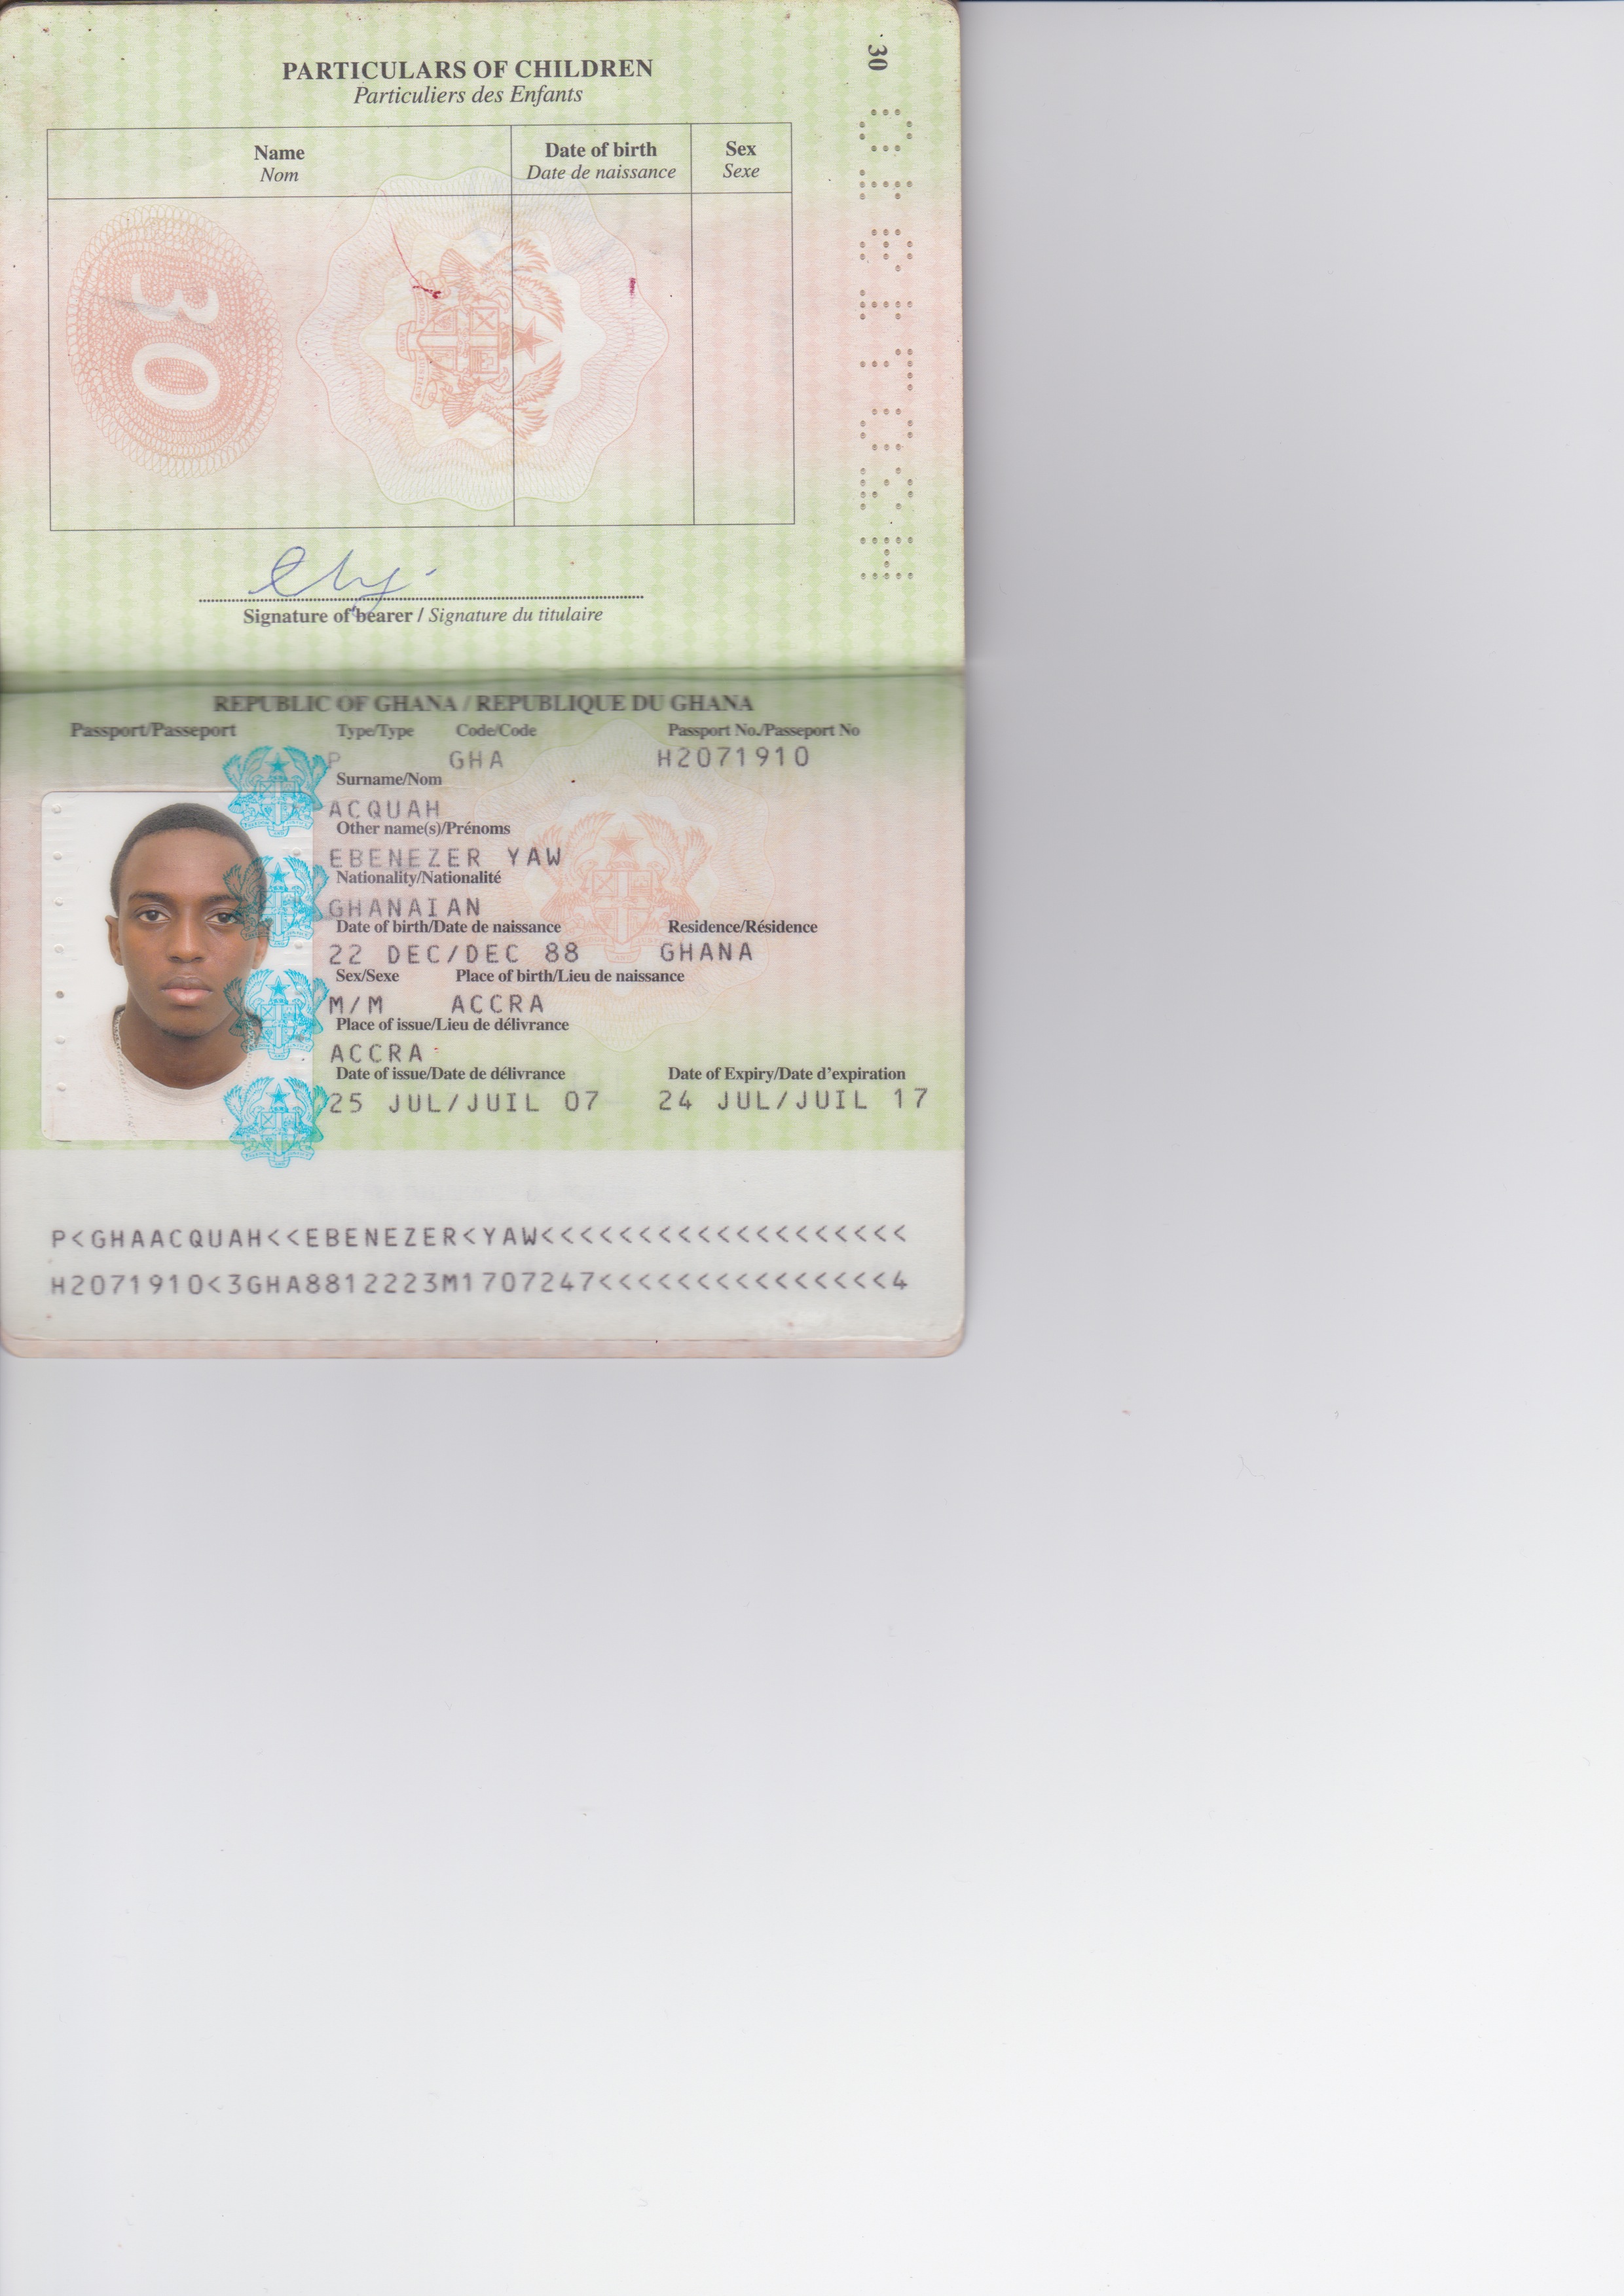 30
PARTICULARS OF CHILDREN
Particuliers des Enfants
Name Date of birth Sex
Nom Date de naissance Sexe
30
H2071910
Signature of bearer / Signature du titulaire
REPUBLIC OF GHANA / REPUBLIQUE DU GHANA
Passport/Passeport Type/Type Code/Code Passport No./Passeport No
P GHA H2071910
Surname/Nom
ACQUAH
Other name(s)/Prénoms
EBENEZER YAW
Nationality/Nationalité
GHANAIAN
Date of birth/Date de naissance Residence/Résidence
22 DEC/DEC 88 GHANA
Sex/Sexe Place of birth/Lieu de naissance
M/M ACCRA
Place of issue/Lieu de délivrance
ACCRA
Date of issue/Date de délivrance Date of Expiry/Date d'expiration
25 JUL/JUIL 07 24 JUL/JUIL 17
P<GHAACQUAH<<EBENEZER<YAW<<<<<<<<<<<<<<<<<<<
H2071910<3GHA8812223M1707247<<<<<<<<<<<<<<<4